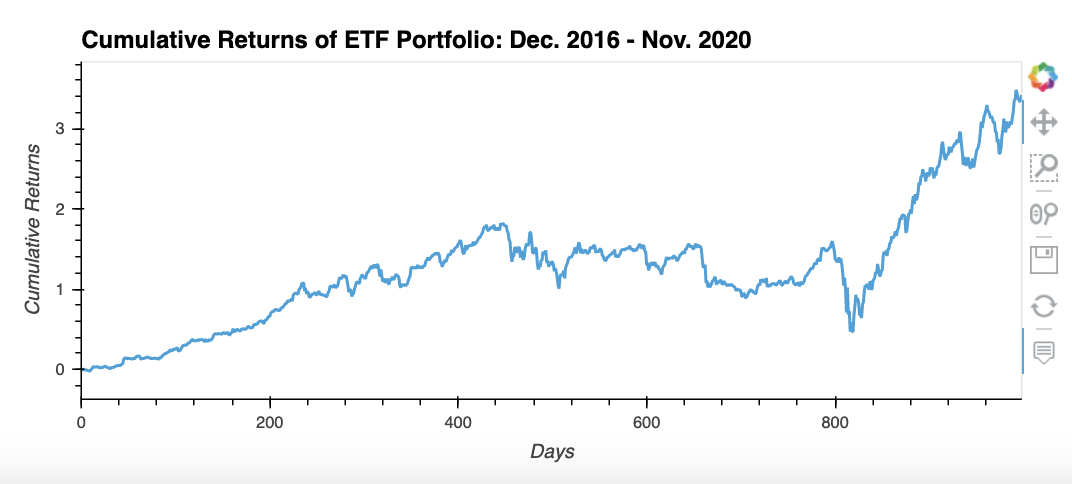 Cumulative Returns of ETF Portfolio: Dec. 2016 - Nov. 2020
Cumulative Returns
3
2
1
0
0 200 400 600 800
Days